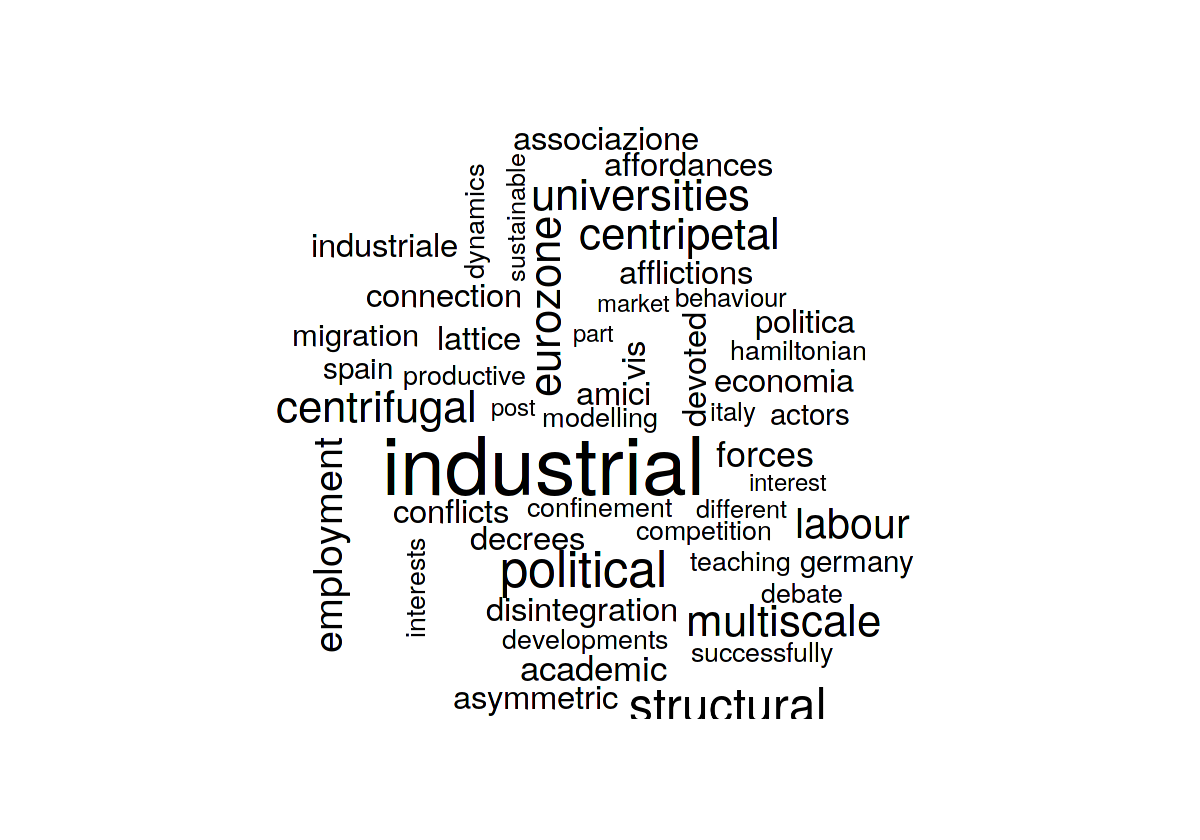 associazione
affordances
dynamics
sustainable
universities
eurozone
centripetal
industriale
afflictions
connection
market
behaviour
migration
lattice
part
vis
devoted
politica
hamiltonian
spain
productive
amici
economia
centrifugal
post
modelling
italy
actors
industrial
forces
employment
interest
conflicts
confinement
different
labour
decrees
competition
interests
political
teaching
germany
debate
disintegration
multiscale
developments
successfully
academic
asymmetric
structural